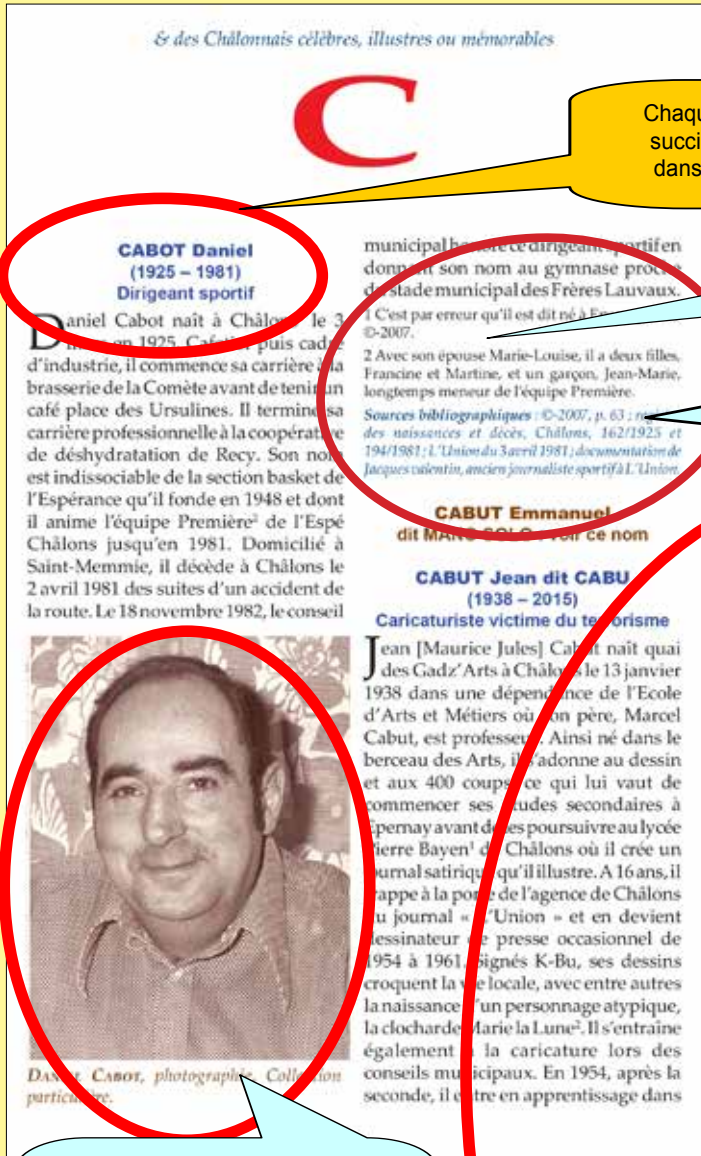 & des Châlonnais célèbres, illustres ou mémorables
C
Chaqu
succi
dans
CABOT Daniel
(1925 – 1981)
Dirigeant sportif
Daniel Cabot naît à Châlons le 3
en 1925. Cafetier puis cadre
d'industrie, il commence sa carrière à la
brasserie de la Comète avant de tenir un
café place des Ursulines. Il termine sa
carrière professionnelle à la coopérative
de déshydratation de Recy. Son nom
est indissociable de la section basket de
l'Espérance qu'il fonde en 1948 et dont
il anime l'équipe Première² de l'Espé
Châlons jusqu'en 1981. Domicilié à
Saint-Memmie, il décède à Châlons le
2 avril 1981 des suites d'un accident de
la route. Le 18 novembre 1982, le conseil
DANIEL CABOT, photographie. Collection
particulière.
municipal honore ce dirigeant sportif en
donnant son nom au gymnase proche
du stade municipal des Frères Lauvaux.
1 C'est par erreur qu'il est dit né à
©-2007.
2 Avec son épouse Marie-Louise, il a deux filles,
Francine et Martine, et un garçon, Jean-Marie,
longtemps meneur de l'équipe Première.
Sources bibliographiques : ©-2007, p. 63 ;
des naissances et décès, Châlons, 162/1925 et
194/1981 ; L'Union du 3 avril 1981 ; documentation de
Jacques valentin, ancien journaliste sportif à L'Union.
CABUT Emmanuel
dit MANO SOLO : voir ce nom
CABUT Jean dit CABU
(1938 – 2015)
Caricaturiste victime du terrorisme
Jean [Maurice Jules] Cabut naît quai
des Gadz'Arts à Châlons le 13 janvier
1938 dans une dépendance de l'Ecole
d'Arts et Métiers où son père, Marcel
Cabut, est professeur. Ainsi né dans le
berceau des Arts, il s'adonne au dessin
et aux 400 coups, ce qui lui vaut de
commencer ses études secondaires à
Epernay avant de les poursuivre au lycée
Pierre Bayen¹ de Châlons où il crée un
journal satirique qu'il illustre. A 16 ans, il
frappe à la porte de l'agence de Châlons
du journal « L'Union » et en devient
dessinateur de presse occasionnel de
1954 à 1961. Signés K-Bu, ses dessins
croquent la vie locale, avec entre autres
la naissance d'un personnage atypique,
la clocharde Marie la Lune². Il s'entraîne
également à la caricature lors des
conseils municipaux. En 1954, après la
seconde, il entre en apprentissage dans